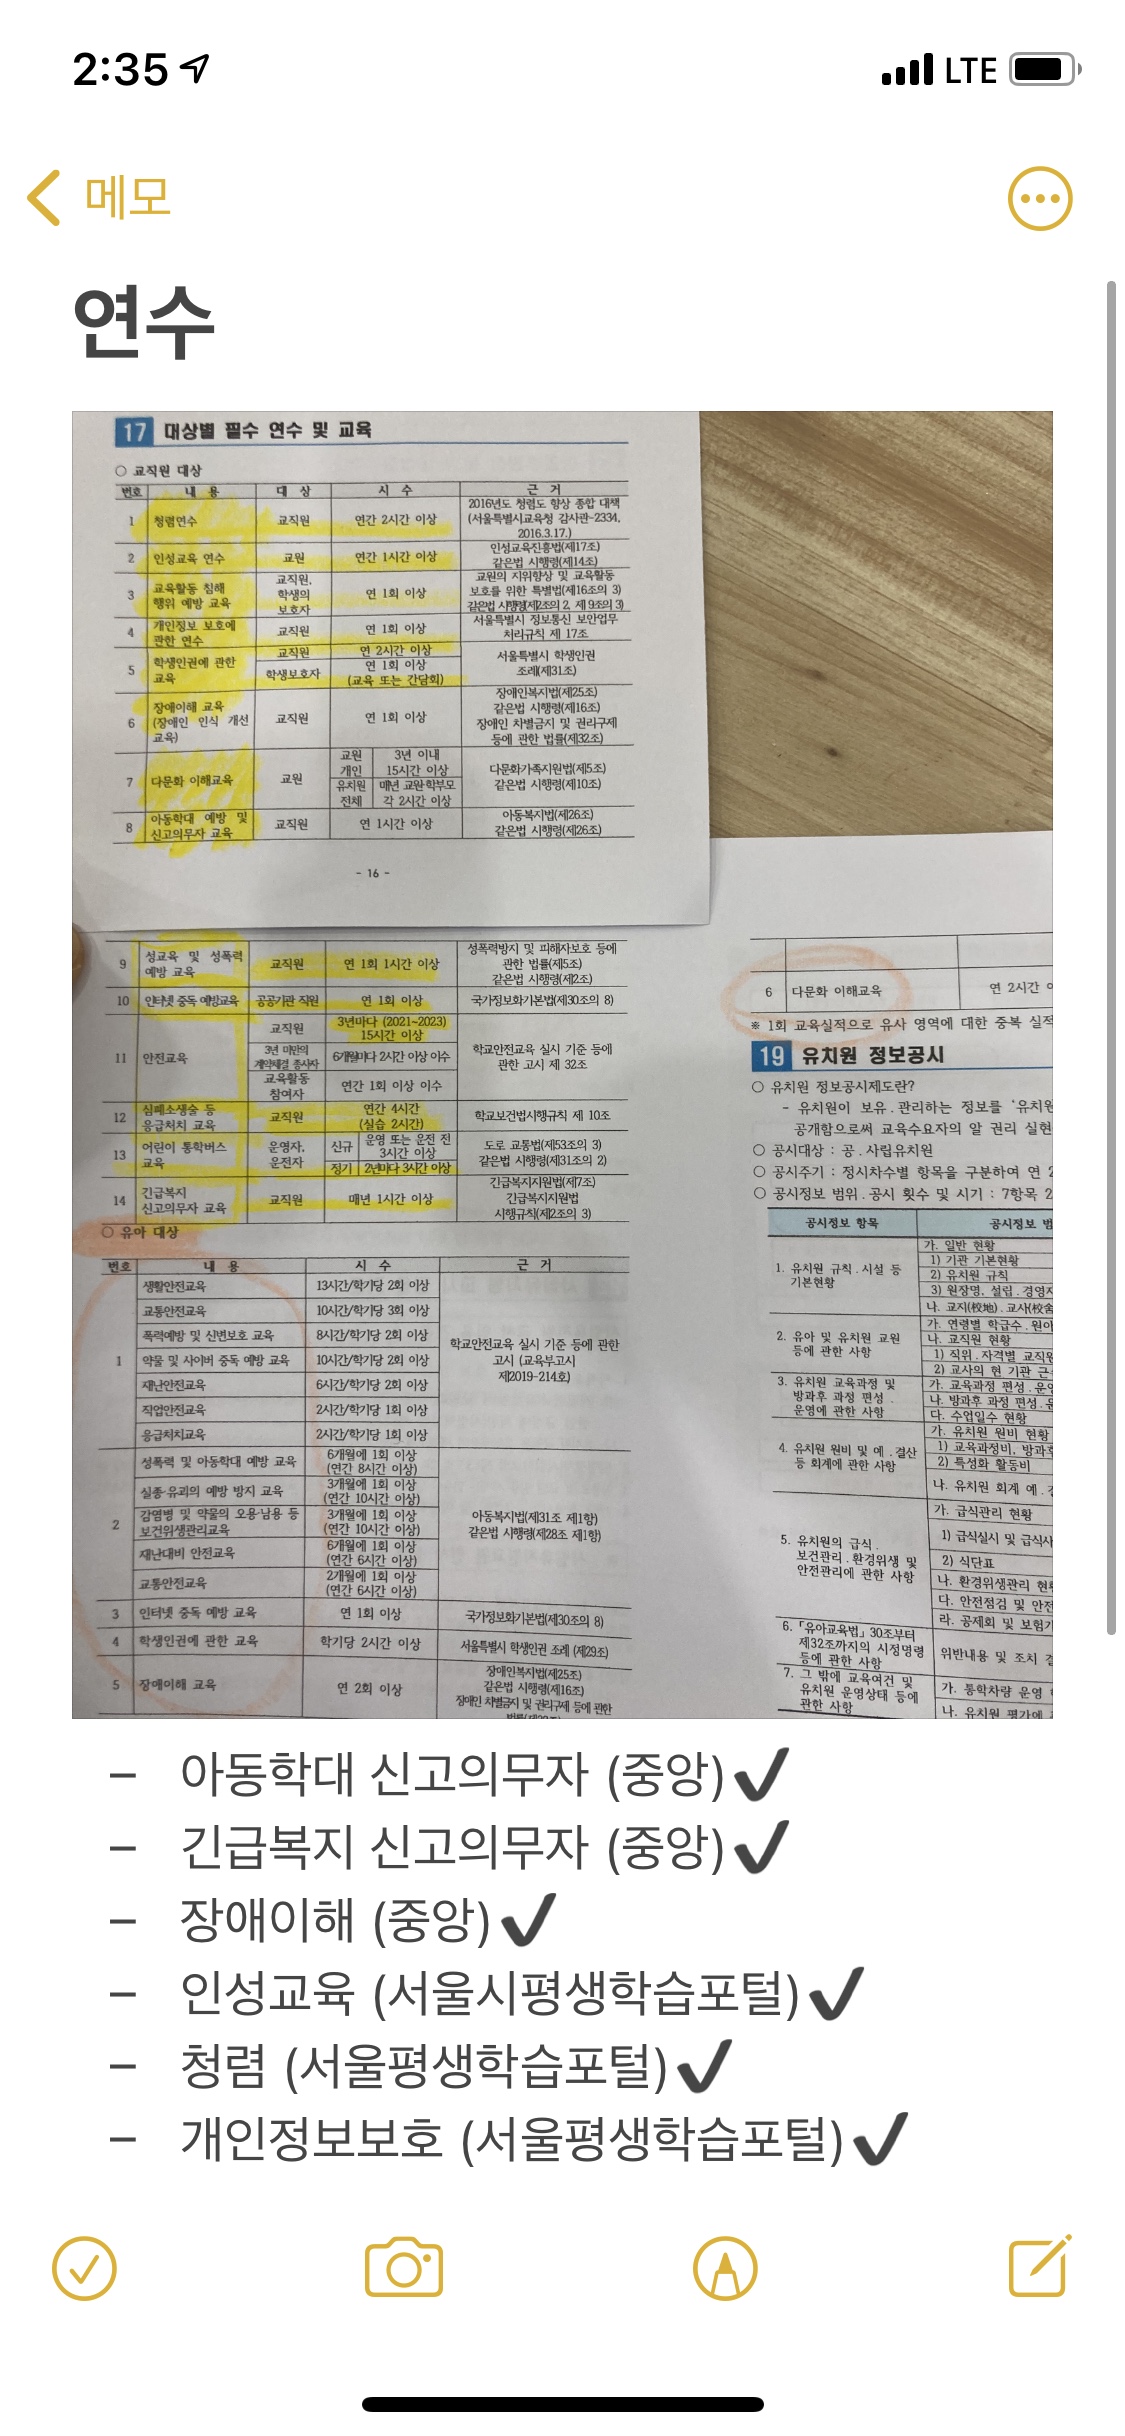 2:35
LTE
메모
연수
17 대상별 필수 연수 및 교육
○ 교직원 대상
번호 내 용 대 상 시 수 근 거
1 청렴연수 교직원 연간 2시간 이상 2016년도 청렴도 향상 종합 대책
(서울특별시교육청 감사관-2334,
2016.3.17.)
2 인성교육 연수 교원 연간 1시간 이상 인성교육진흥법(제17조)
같은법 시행령(제14조)
3 교육활동 침해 행위 예방 교육 교직원, 학생의 보호자 연 1회 이상 교원의 지위향상 및 교육활동
보호를 위한 특별법(제16조의 3)
같은법 시행령(제2조의 2, 제 9조의 3)
4 개인정보 보호에 관한 연수 교직원 연 1회 이상 서울특별시 정보통신 보안업무
처리규칙 제 17조
5 학생인권에 관한 교육 교직원 연 2시간 이상 서울특별시 학생인권
조례(제31조)
학생보호자 연 1회 이상
(교육 또는 간담회)
6 장애이해 교육
(장애인 인식 개선
교육) 교직원 연 1회 이상 장애인복지법(제25조)
같은법 시행령(제16조)
장애인 차별금지 및 권리구제
등에 관한 법률(제32조)
7 다문화 이해교육 교원 교원 개인 3년 이내 15시간 이상 다문화가족지원법(제5조)
같은법 시행령(제10조)
유치원 전체 매년 교원·학부모 각 2시간 이상
8 아동학대 예방 및 신고의무자 교육 교직원 연 1시간 이상 아동복지법(제26조)
같은법 시행령(제26조)
- 16 -
9 성교육 및 성폭력 예방 교육 교직원 연 1회 1시간 이상 성폭력방지 및 피해자보호 등에
관한 법률(제5조)
같은법 시행령(제2조)
10 인터넷 중독 예방교육 공공기관 직원 연 1회 이상 국가정보화기본법(제30조의 8)
11 안전교육 교직원 3년마다 (2021~2023)
15시간 이상 학교안전교육 실시 기준 등에
관한 고시 제 32조
3년 미만의 계약체결 종사자 6개월마다 2시간 이상 이수
교육활동 참여자 연간 1회 이상 이수
12 심폐소생술 등 응급처치 교육 교직원 연간 4시간
(실습 2시간) 학교보건법시행규칙 제 10조
13 어린이 통학버스 교육 운영자, 운전자 신규 운영 또는 운전 전 3시간 이상 도로 교통법(제53조의 3)
같은법 시행령(제31조의 2)
정기 2년마다 3시간 이상
14 긴급복지 신고의무자 교육 교직원 매년 1시간 이상 긴급복지지원법(제7조)
긴급복지지원법
시행규칙(제2조의 3)
○ 유아 대상
번호 내 용 시 수 근 거
1 생활안전교육 13시간/학기당 2회 이상
교통안전교육 10시간/학기당 3회 이상
폭력예방 및 신변보호 교육 8시간/학기당 2회 이상
약물 및 사이버 중독 예방 교육 10시간/학기당 2회 이상
재난안전교육 6시간/학기당 2회 이상
직업안전교육 2시간/학기당 1회 이상
응급처치교육 2시간/학기당 1회 이상
학교안전교육 실시 기준 등에 관한
고시 (교육부고시
제2019-214호)
2 성폭력 및 아동학대 예방 교육 6개월에 1회 이상
(연간 8시간 이상)
실종·유괴의 예방 방지 교육 3개월에 1회 이상
(연간 10시간 이상)
감염병 및 약물의 오용·남용 등
보건위생관리교육 3개월에 1회 이상
(연간 10시간 이상)
재난대비 안전교육 6개월에 1회 이상
(연간 6시간 이상)
교통안전교육 2개월에 1회 이상
(연간 6시간 이상)
아동복지법(제31조 제1항)
같은법 시행령(제28조 제1항)
3 인터넷 중독 예방 교육 연 1회 이상 국가정보화기본법(제30조의 8)
4 학생인권에 관한 교육 학기당 2시간 이상 서울특별시 학생인권 조례 (제29조)
5 장애이해 교육 연 2회 이상 장애인복지법(제25조)
같은법 시행령(제16조)
장애인 차별금지 및 권리구제 등에 관한
6 다문화 이해교육 연 2시간
※ 1회 교육실적으로 유사 영역에 대한 중복 실적
19 유치원 정보공시
○ 유치원 정보공시제도란?
- 유치원이 보유.관리하는 정보를 '유치원
공개함으로써 교육수요자의 알 권리 실현
○ 공시대상 : 공.사립유치원
○ 공시주기 : 정시차수별 항목을 구분하여 연
○ 공시정보 범위.공시 횟수 및 시기 : 7항목
공시정보 항목 공시정보
1. 유치원 규칙.시설 등
기본현황
가. 일반 현황
1) 기관 기본현황
2) 유치원 규칙
3) 원장명, 설립.경영자
나. 교지(校地).교사(校舍
2. 유아 및 유치원 교원
등에 관한 사항
가. 연령별 학급수.원아
나. 교직원 현황
1) 직위.자격별 교직원
2) 교사의 현 기관
3. 유치원 교육과정 및
방과후 과정 편성.
운영에 관한 사항
가. 교육과정 편성.운영
나. 방과후 과정 편성.
다. 수업일수 현황
4. 유치원 원비 및 예.결산
등 회계에 관한 사항
가. 유치원 원비 현황
1) 교육과정비, 방과후
2) 특성화 활동비
나. 유치원 회계 예.
5. 유치원의 급식.
보건관리.환경위생 및
안전관리에 관한 사항
가. 급식관리 현황
1) 급식실시 및 급식사
2) 식단표
나. 환경위생관리 현황
다. 안전점검 및 안전
라. 공제회 및 보험가
6. 「유아교육법」 30조부터
제32조까지의 시정명령
등에 관한 사항
위반내용 및 조치
7. 그 밖에 교육여건 및
유치원 운영상태 등에
관한 사항
가. 통학차량 운영
나. 유치원 평가에
– 아동학대 신고의무자 (중앙)✔
– 긴급복지 신고의무자 (중앙)✔
– 장애이해 (중앙)✔
– 인성교육 (서울시평생학습포털)✔
– 청렴 (서울평생학습포털)✔
– 개인정보보호 (서울평생학습포털)✔